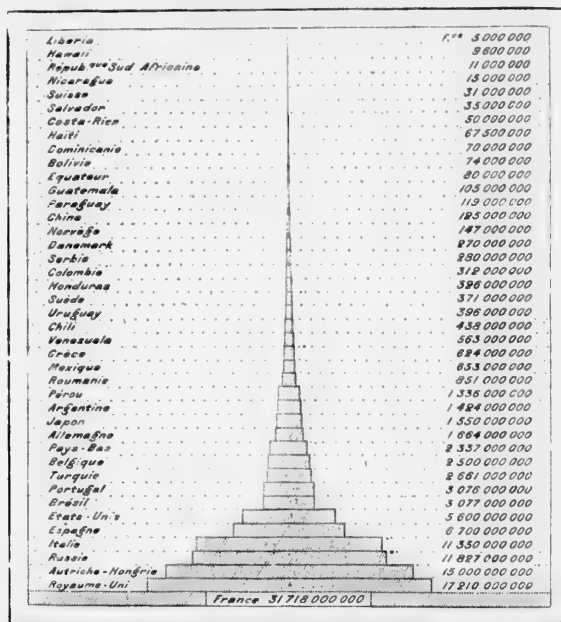 Liberia F.cs 5 000 000
Hawaii 9 600 000
Répub.que Sud Africaine 11 000 000
Nicaragua 15 000 000
Suisse 31 000 000
Salvador 35 000 000
Costa-Rica 50 000 000
Haïti 67 500 000
Dominicanie 70 000 000
Bolivie 74 000 000
Equateur 80 000 000
Guatemala 105 000 000
Paraguay 119 000 000
Chine 125 000 000
Norvège 147 000 000
Danemark 270 000 000
Serbie 280 000 000
Colombie 312 000 000
Honduras 326 000 000
Suède 371 000 000
Uruguay 396 000 000
Chili 438 000 000
Venezuela 563 000 000
Grèce 624 000 000
Mexique 653 000 000
Roumanie 851 000 000
Pérou 1 336 000 000
Argentine 1 424 000 000
Japon 1 550 000 000
Allemagne 1 664 000 000
Pays-Bas 2 337 000 000
Belgique 2 500 000 000
Turquie 2 661 000 000
Portugal 3 076 000 000
Brésil 3 077 000 000
Etats-Unis 5 600 000 000
Espagne 6 700 000 000
Italie 11 350 000 000
Russie 11 827 000 000
Autriche-Hongrie 15 000 000 000
Royaume-Uni 17 210 000 000
France 31 718 000 000